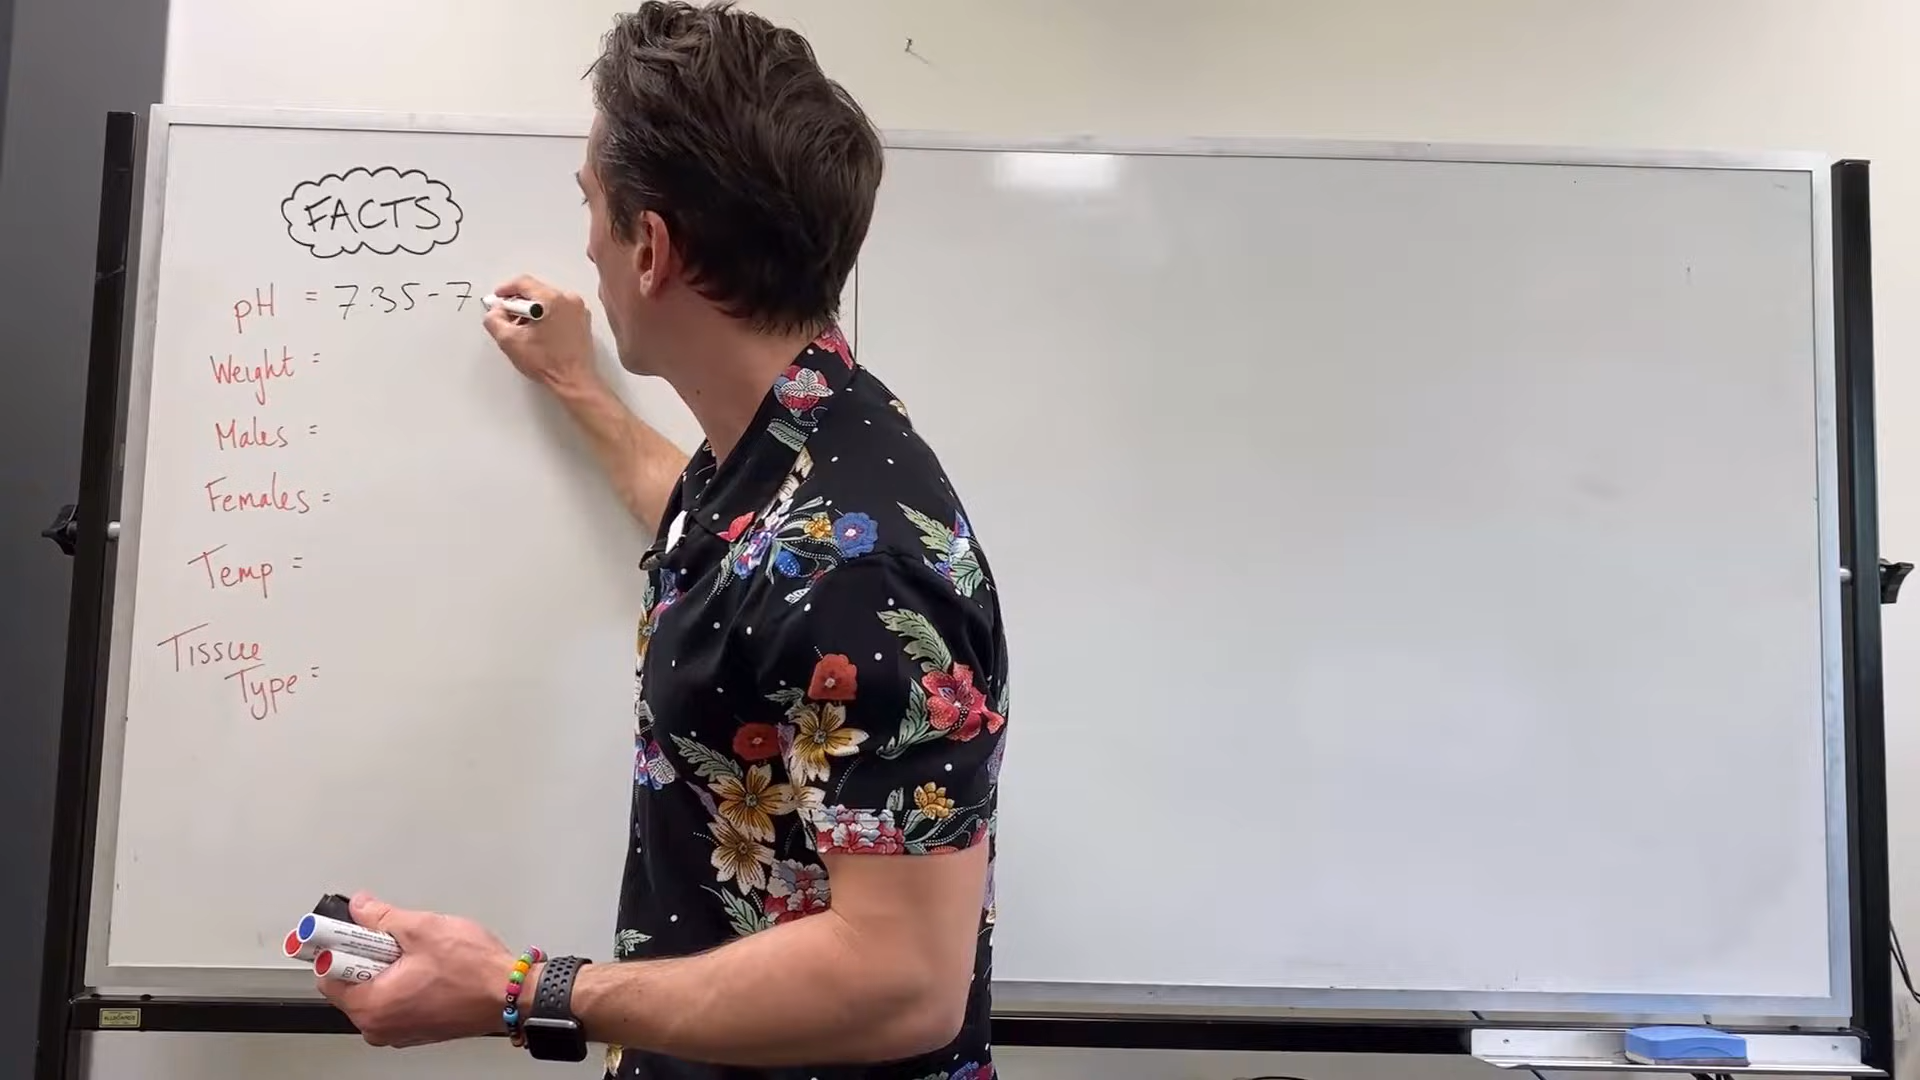 FACTS
pH = 7.35-7
Weight =
Males =
Females =
Temp =
Tissue
Type =